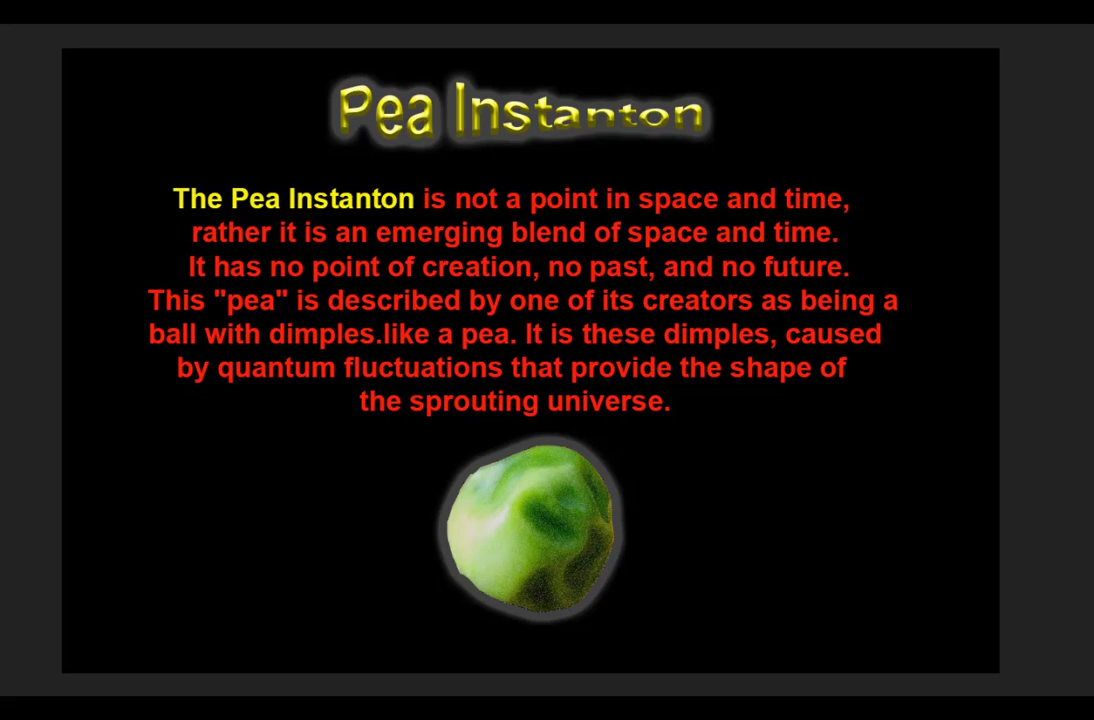 Pea Instanton
The Pea Instanton is not a point in space and time,
rather it is an emerging blend of space and time.
It has no point of creation, no past, and no future.
This "pea" is described by one of its creators as being a
ball with dimples.like a pea. It is these dimples, caused
by quantum fluctuations that provide the shape of
the sprouting universe.